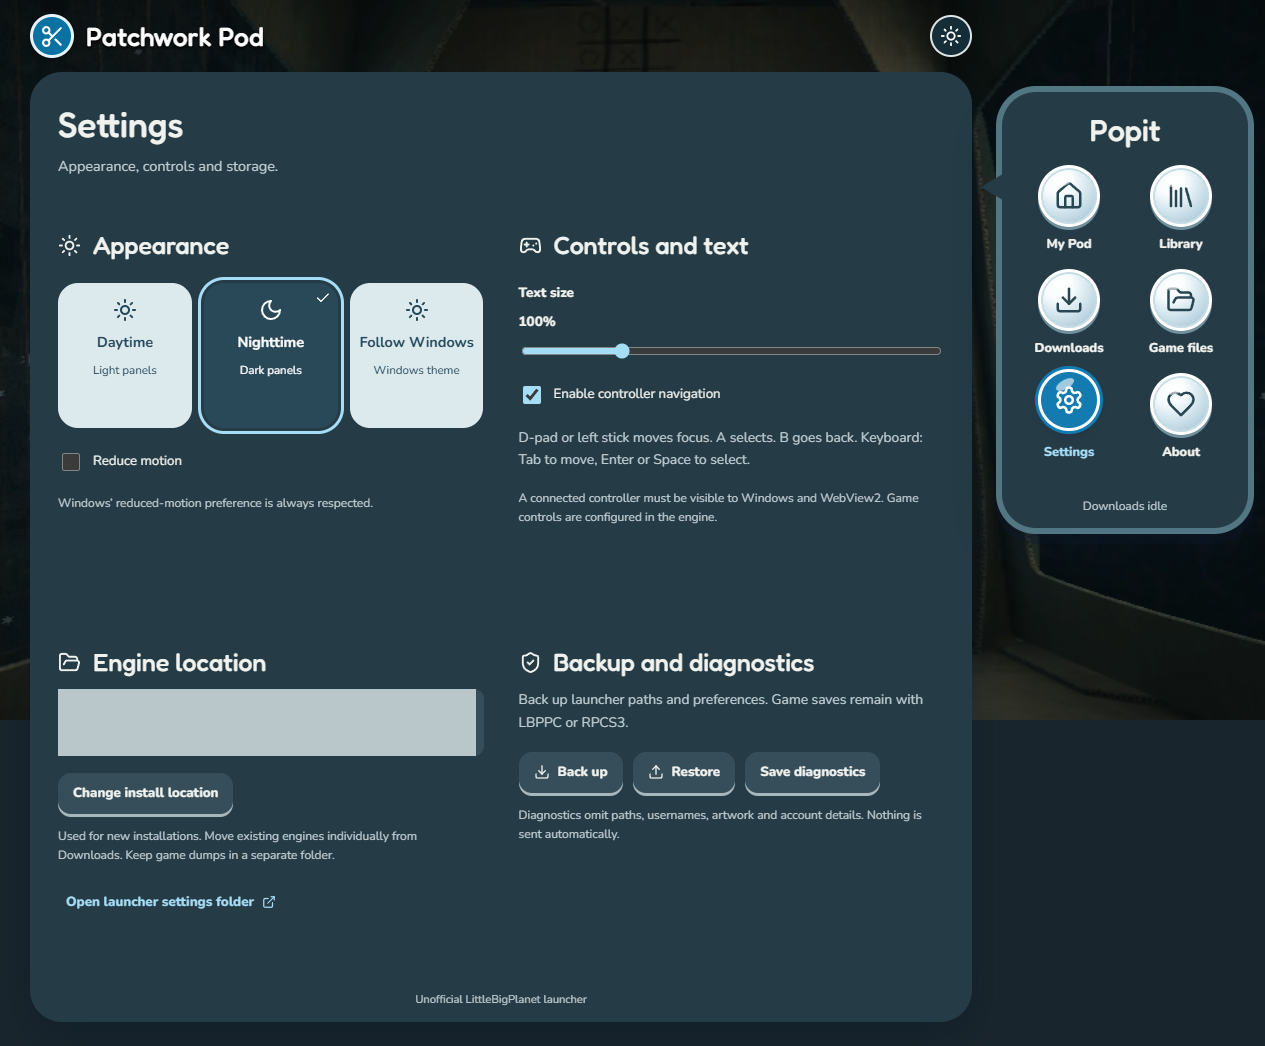 Patchwork Pod
Settings
Appearance, controls and storage.
Appearance
Daytime
Light panels
Nighttime
Dark panels
Follow Windows
Windows theme
Reduce motion
Windows' reduced-motion preference is always respected.
Controls and text
Text size
100%
Enable controller navigation
D-pad or left stick moves focus. A selects. B goes back. Keyboard:
Tab to move, Enter or Space to select.
A connected controller must be visible to Windows and WebView2. Game
controls are configured in the engine.
Engine location
Change install location
Used for new installations. Move existing engines individually from
Downloads. Keep game dumps in a separate folder.
Open launcher settings folder
Backup and diagnostics
Back up launcher paths and preferences. Game saves remain with
LBPPC or RPCS3.
Back up
Restore
Save diagnostics
Diagnostics omit paths, usernames, artwork and account details. Nothing is
sent automatically.
Unofficial LittleBigPlanet launcher
Popit
My Pod
Library
Downloads
Game files
Settings
About
Downloads idle